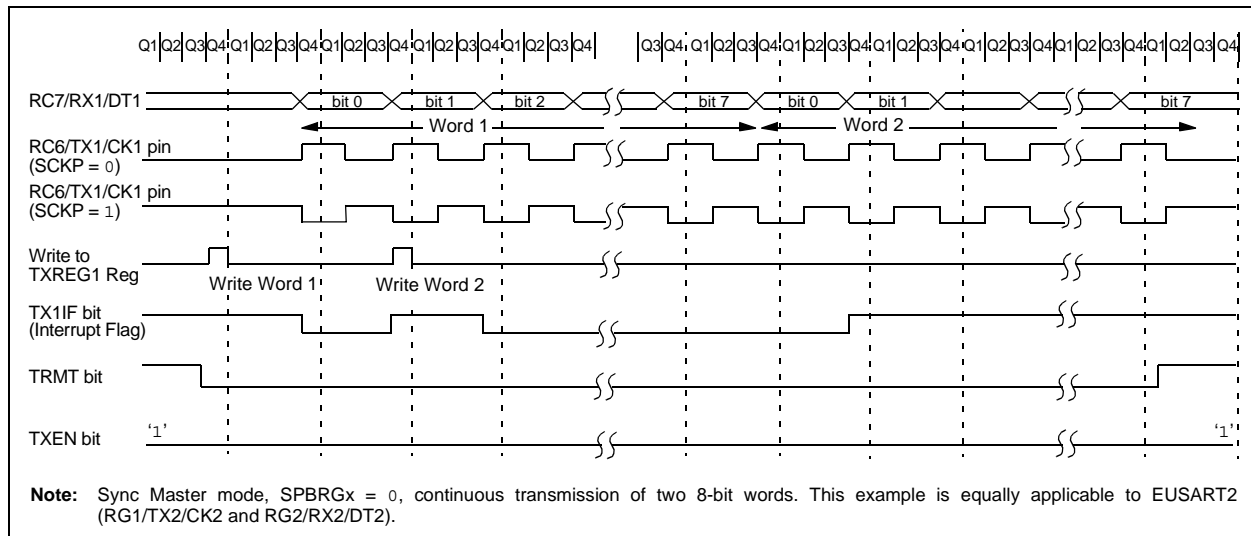 Q1 Q2 Q3 Q4 Q1 Q2 Q3 Q4 Q1 Q2 Q3 Q4 Q1 Q2 Q3 Q4 Q1 Q2 Q3 Q4 Q3 Q4 Q1 Q2 Q3 Q4 Q1 Q2 Q3 Q4 Q1 Q2 Q3 Q4 Q1 Q2 Q3 Q4 Q1 Q2 Q3 Q4 Q1 Q2 Q3 Q4
RC7/RX1/DT1 bit 0 bit 1 bit 2 bit 7 bit 0 bit 1 bit 7
Word 1 Word 2
RC6/TX1/CK1 pin
(SCKP = 0)
RC6/TX1/CK1 pin
(SCKP = 1)
Write to
TXREG1 Reg
Write Word 1 Write Word 2
TX1IF bit
(Interrupt Flag)
TRMT bit
TXEN bit '1' '1'
Note: Sync Master mode, SPBRGx = 0, continuous transmission of two 8-bit words. This example is equally applicable to EUSART2
(RG1/TX2/CK2 and RG2/RX2/DT2).